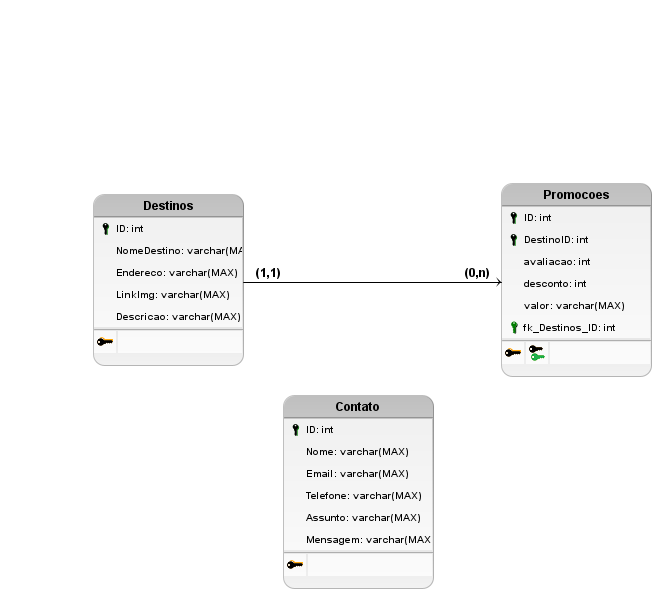 Destinos
ID: int
NomeDestino: varchar(MA
Endereco: varchar(MAX)
LinkImg: varchar(MAX)
Descricao: varchar(MAX)
(1,1)
(0,n)
Promocoes
ID: int
DestinoID: int
avaliacao: int
desconto: int
valor: varchar(MAX)
fk_Destinos_ID: int
Contato
ID: int
Nome: varchar(MAX)
Email: varchar(MAX)
Telefone: varchar(MAX)
Assunto: varchar(MAX)
Mensagem: varchar(MAX